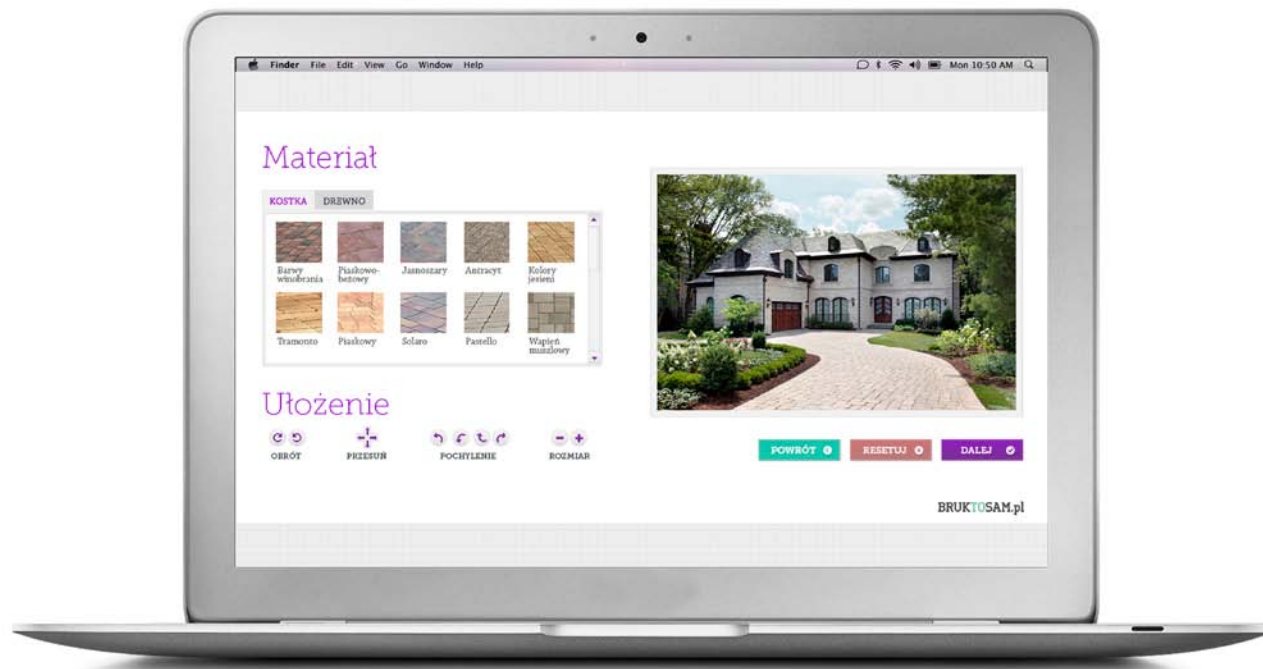 Finder File Edit View Go Window Help Mon 10:50 AM
Materiał
KOSTKA DREWNO
Barwy winobrania
Piaskowo-beżowy
Jasnoszary
Antracyt
Kolory jesieni
Tramonto
Piaskowy
Solaro
Pastello
Wapień muszlowy
Ułożenie
OBRÓT PRZESUŃ POCHYLENIE ROZMIAR
POWRÓT RESETUJ DALEJ
BRUKTOSAM.pl